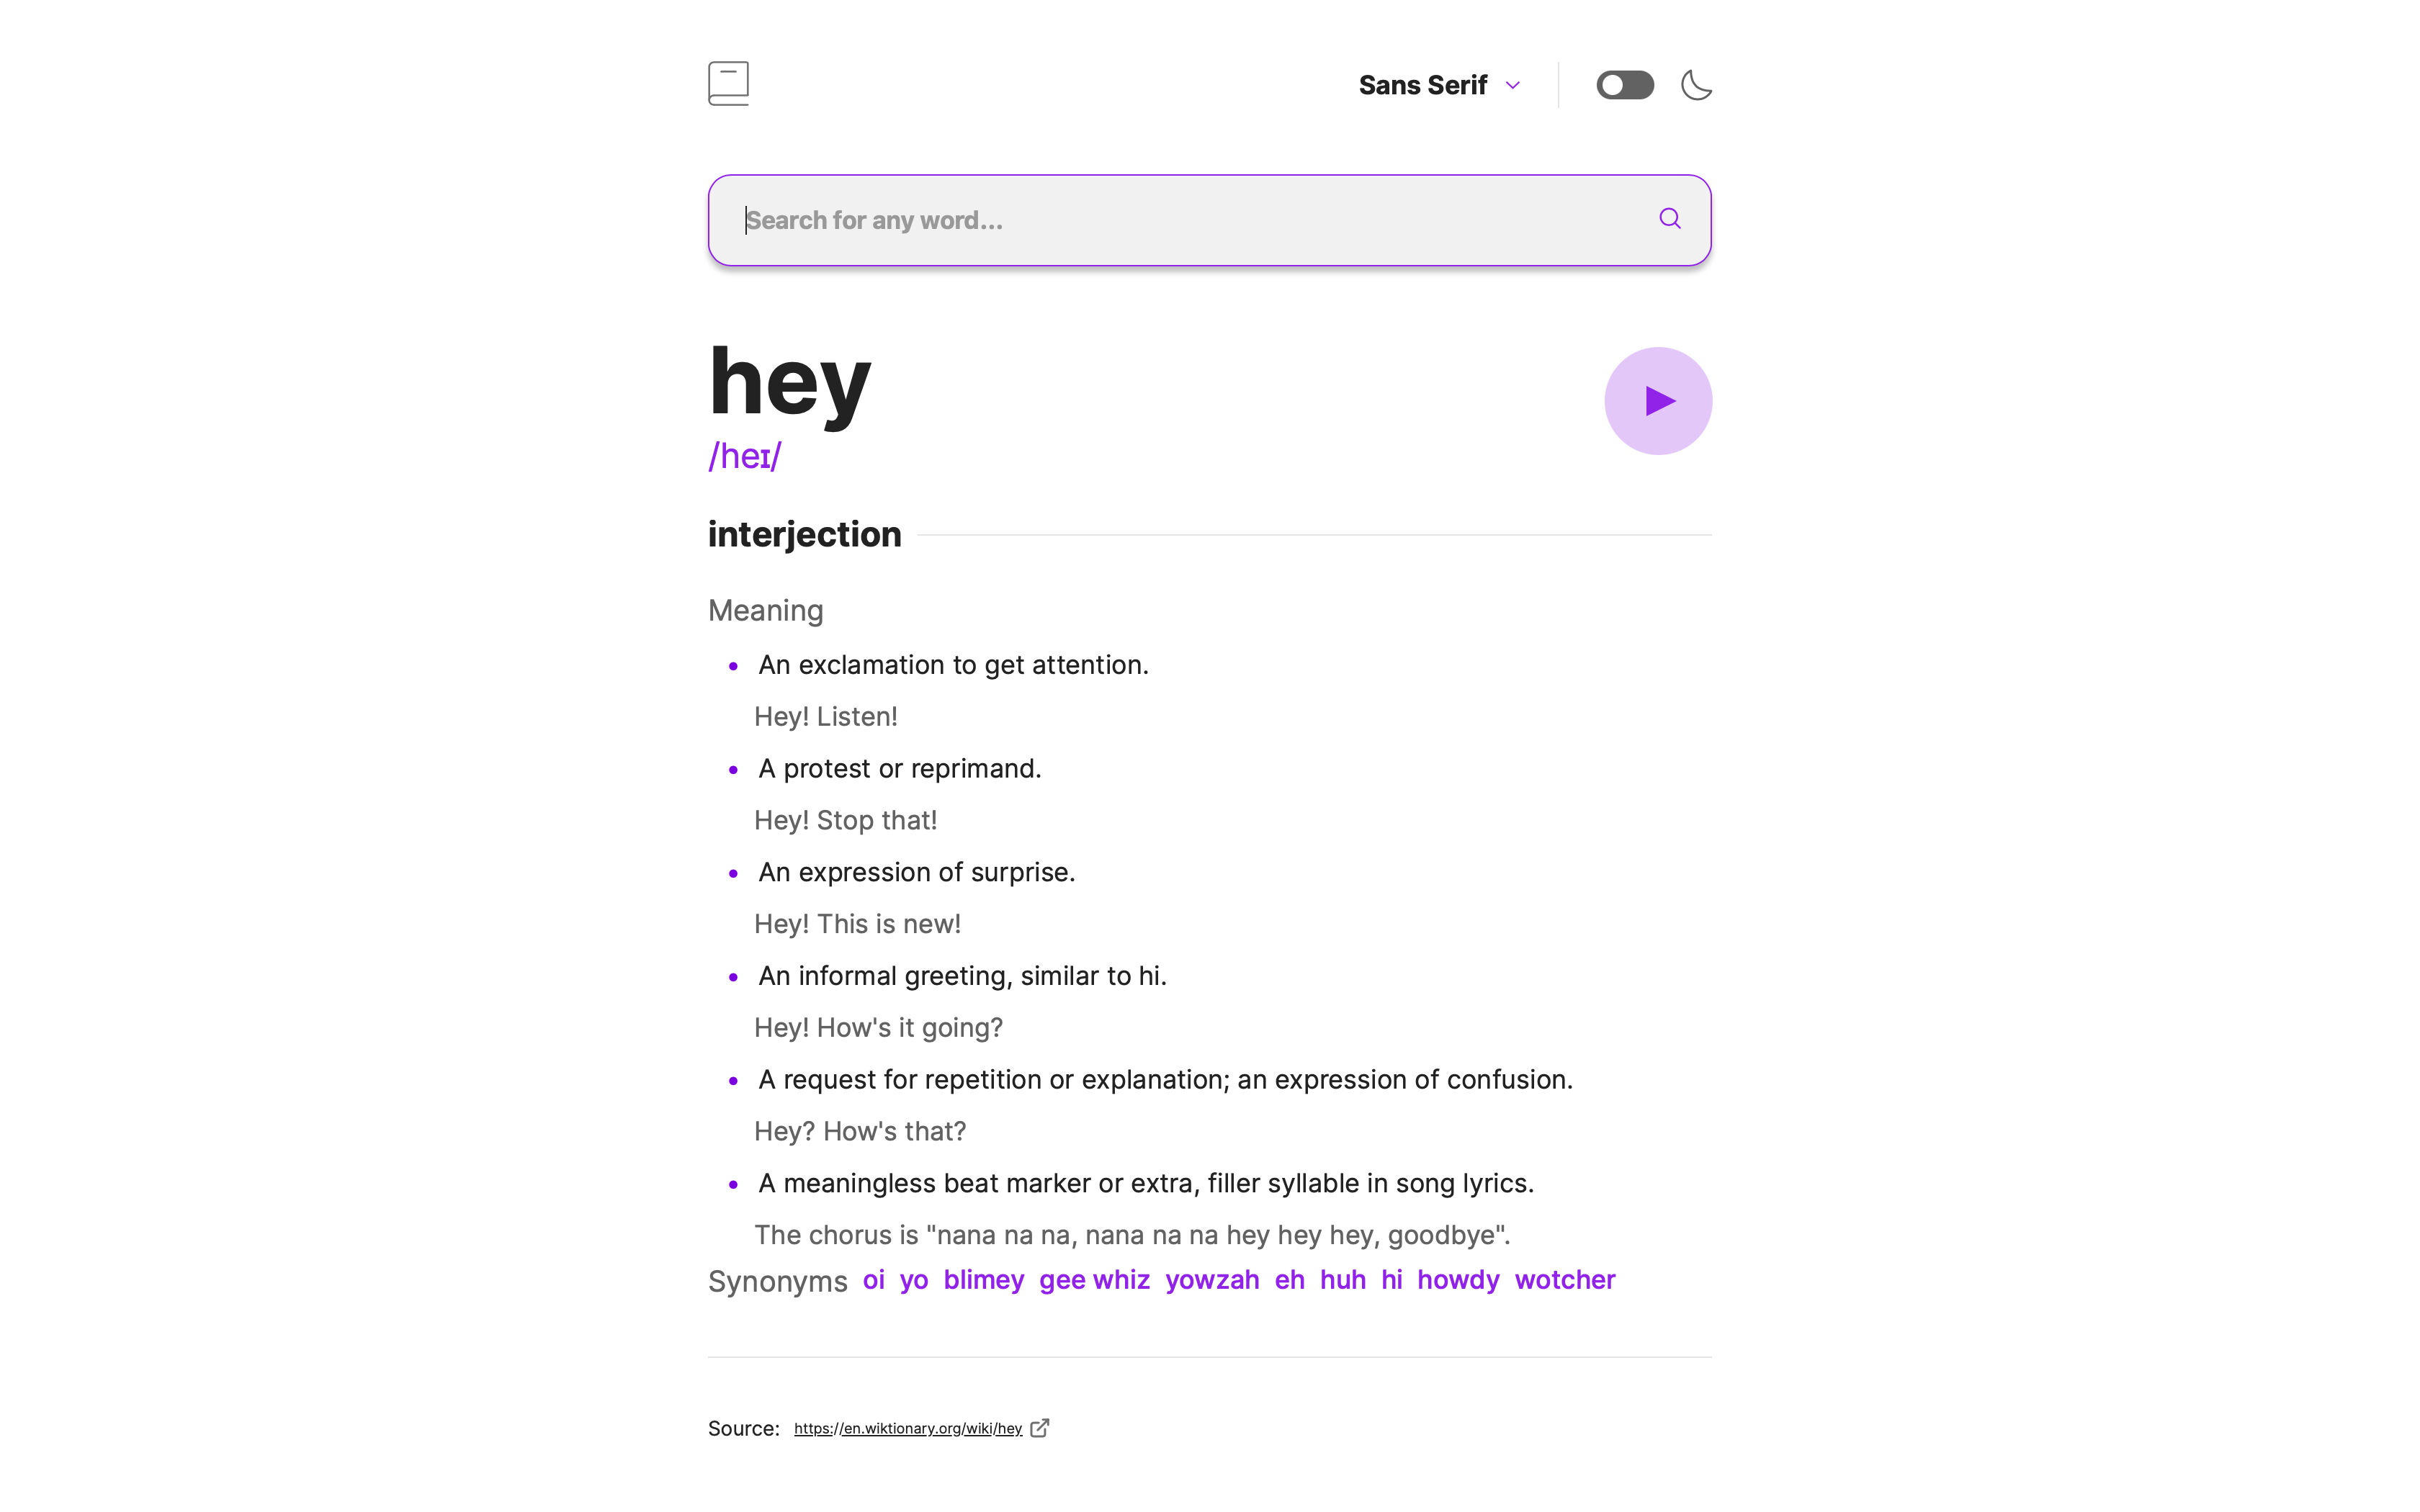 Sans Serif
Search for any word...
hey
/heɪ/
interjection
Meaning
An exclamation to get attention.
Hey! Listen!
A protest or reprimand.
Hey! Stop that!
An expression of surprise.
Hey! This is new!
An informal greeting, similar to hi.
Hey! How's it going?
A request for repetition or explanation; an expression of confusion.
Hey? How's that?
A meaningless beat marker or extra, filler syllable in song lyrics.
The chorus is "nana na na, nana na na hey hey hey, goodbye".
Synonyms oi yo blimey gee whiz yowzah eh huh hi howdy wotcher
Source: https://en.wiktionary.org/wiki/hey